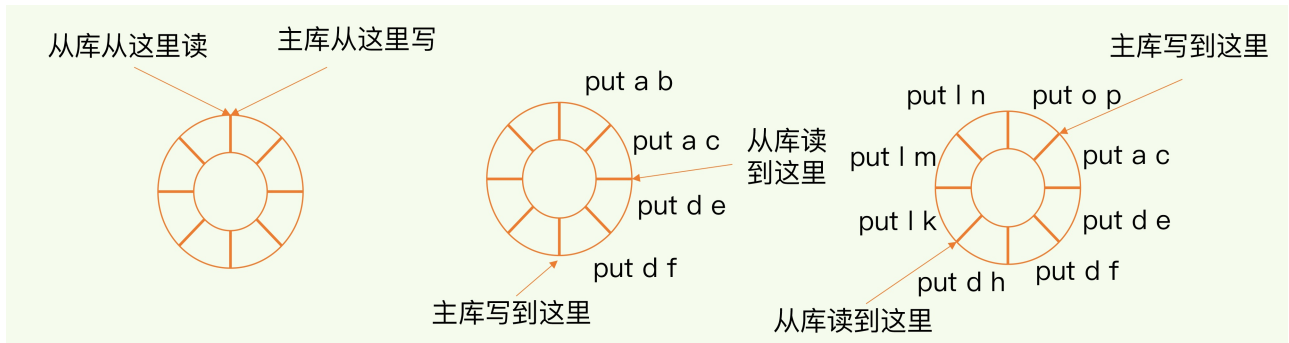 从库从这里读
主库从这里写
put a b
put a c
从库读
到这里
put d e
put d f
主库写到这里
主库写到这里
put l n
put o p
put l m
put a c
put l k
put d e
put d h
put d f
从库读到这里